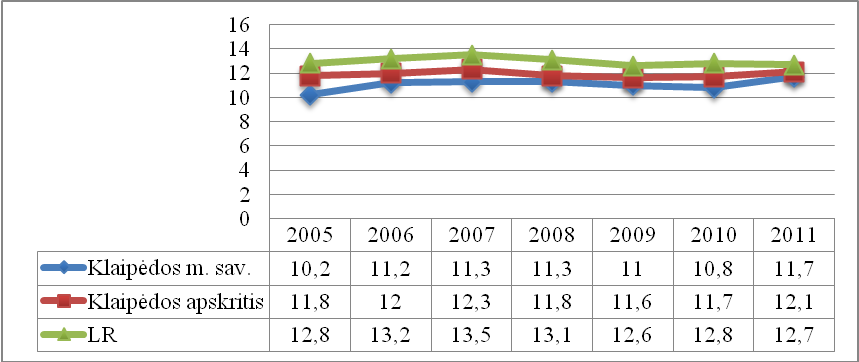 16
14
12
10
8
6
4
2
0
2005 2006 2007 2008 2009 2010 2011
Klaipėdos m. sav. 10,2 11,2 11,3 11,3 11 10,8 11,7
Klaipėdos apskritis 11,8 12 12,3 11,8 11,6 11,7 12,1
LR 12,8 13,2 13,5 13,1 12,6 12,8 12,7